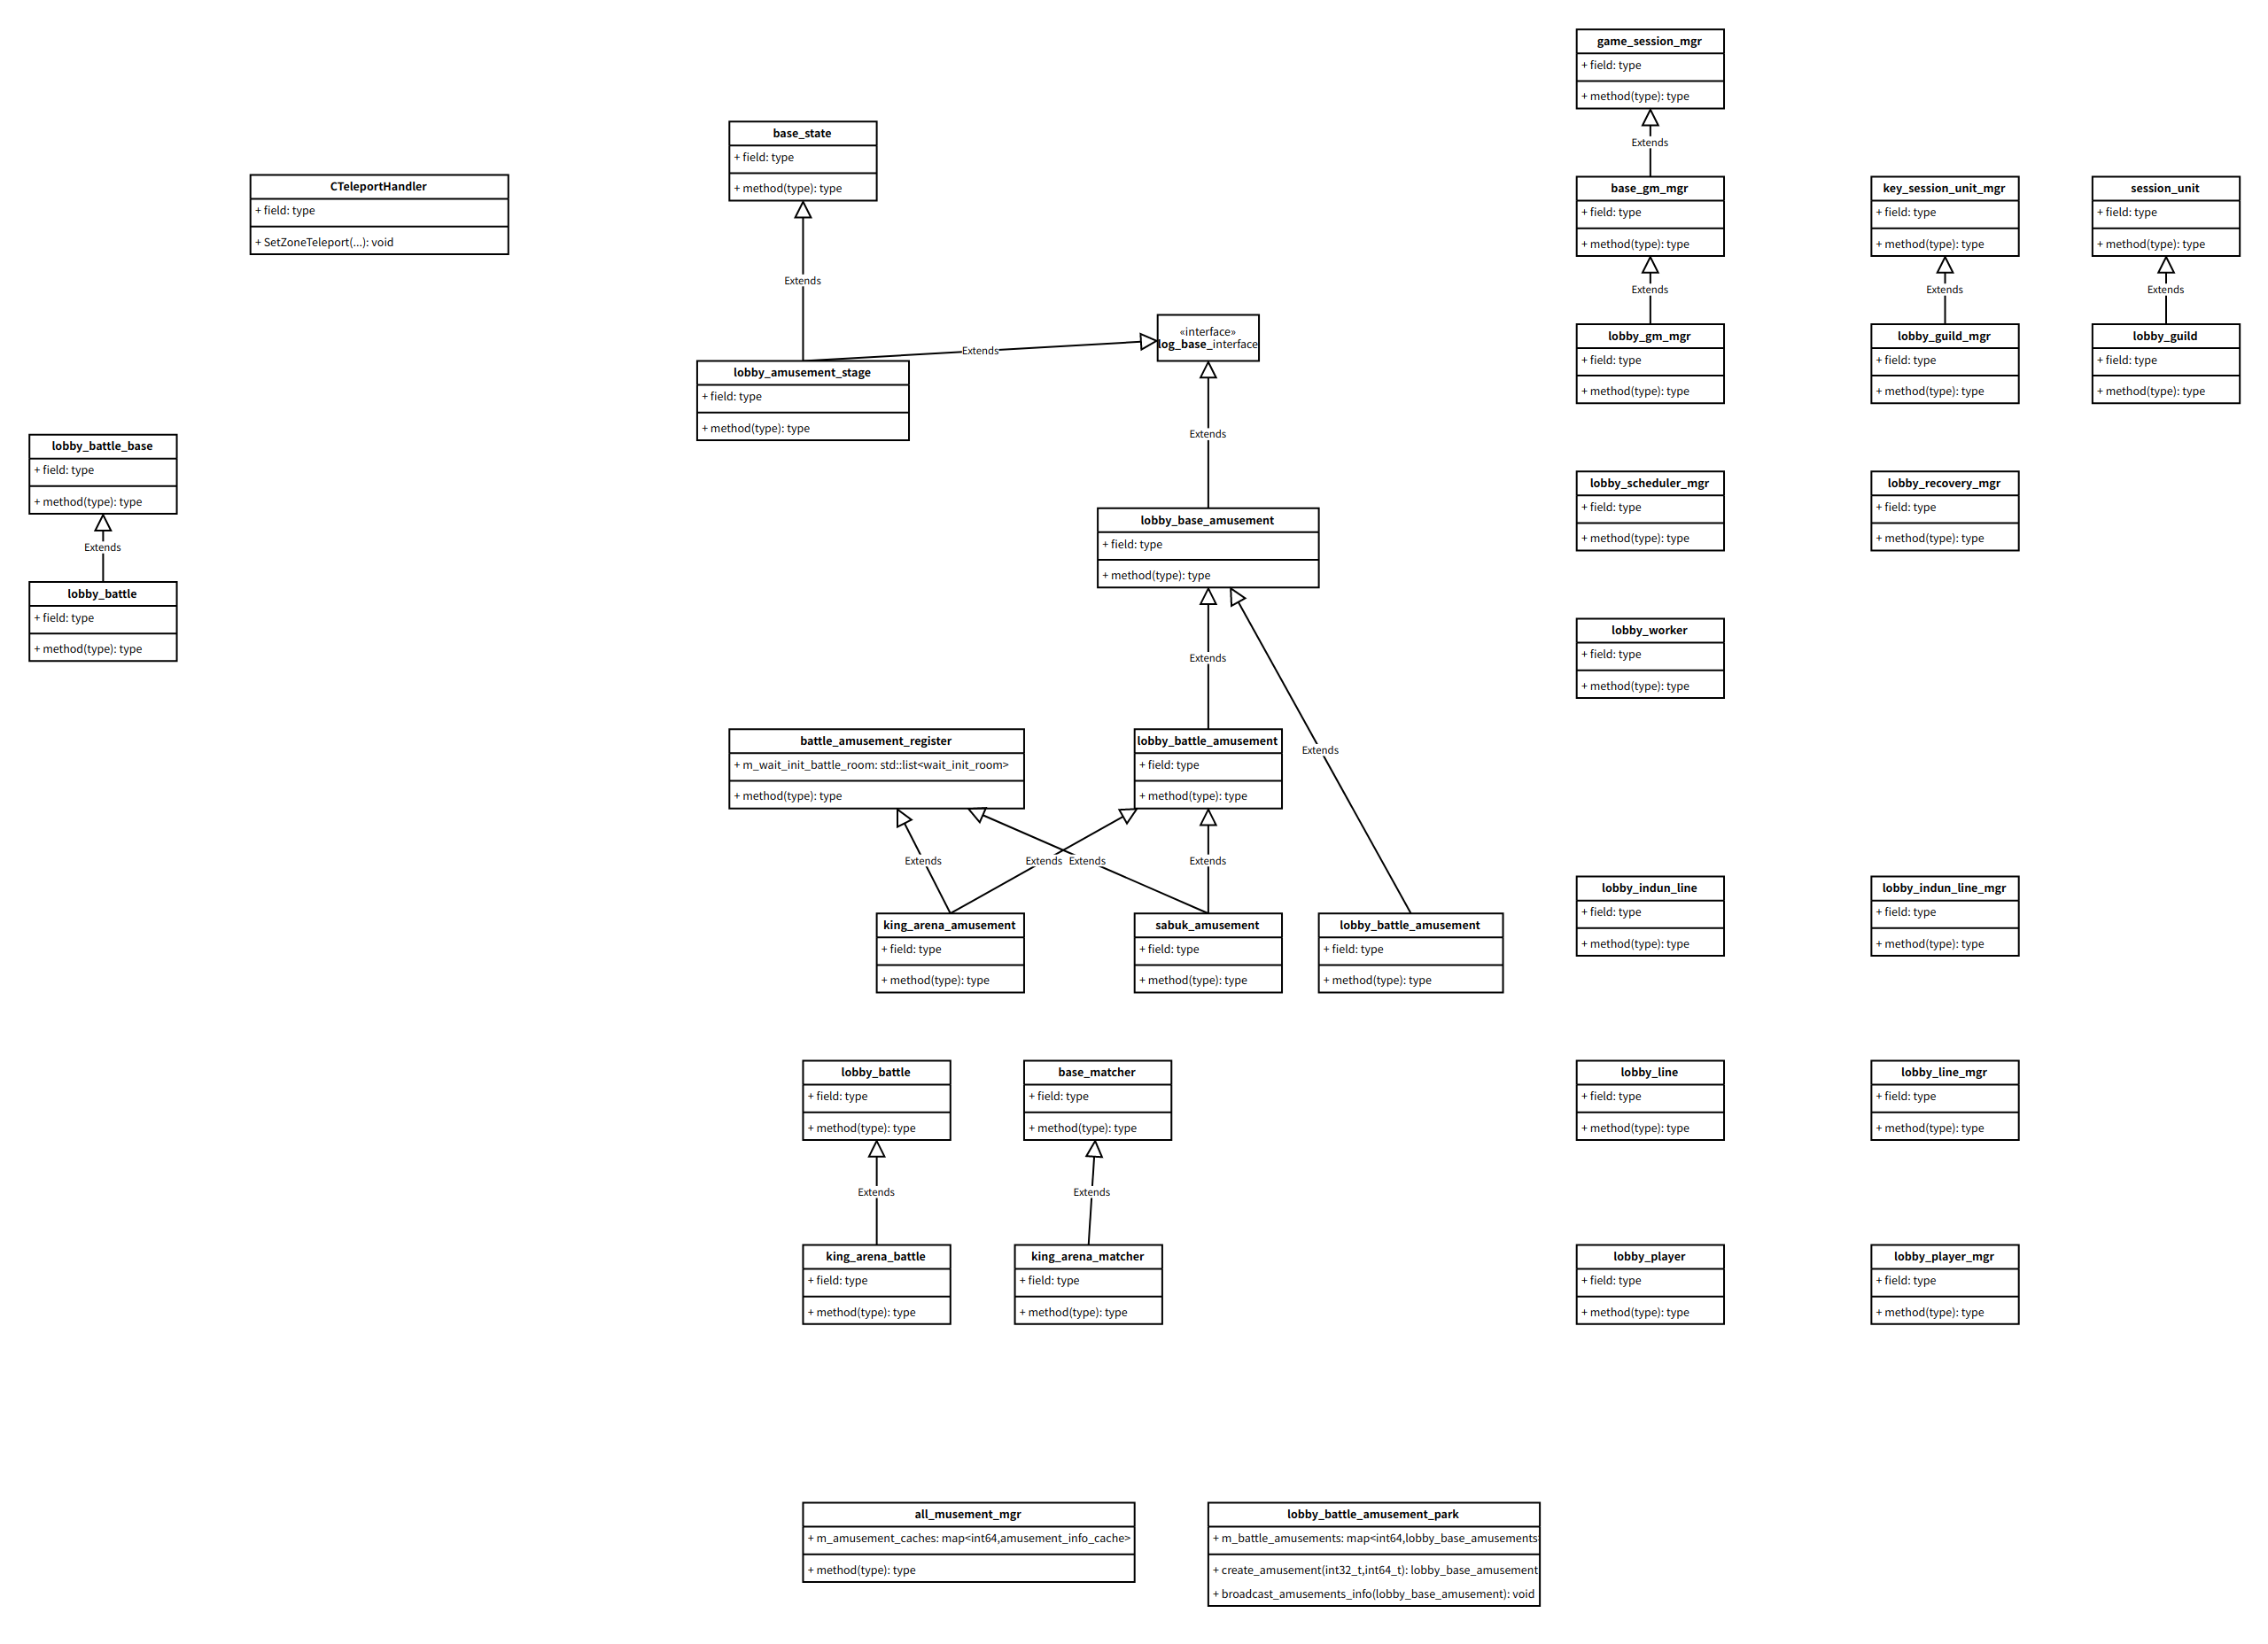 game_session_mgr
+ field: type
+ method(type): type
Extends
base_state
+ field: type
+ method(type): type
Extends
CTeleportHandler
+ field: type
+ SetZoneTeleport(...): void
base_gm_mgr
+ field: type
+ method(type): type
Extends
key_session_unit_mgr
+ field: type
+ method(type): type
Extends
session_unit
+ field: type
+ method(type): type
Extends
«interface»
log_base_interface
Extends
Extends
lobby_amusement_stage
+ field: type
+ method(type): type
lobby_gm_mgr
+ field: type
+ method(type): type
lobby_guild_mgr
+ field: type
+ method(type): type
lobby_guild
+ field: type
+ method(type): type
lobby_battle_base
+ field: type
+ method(type): type
Extends
lobby_battle
+ field: type
+ method(type): type
lobby_base_amusement
+ field: type
+ method(type): type
Extends
Extends
lobby_scheduler_mgr
+ field: type
+ method(type): type
lobby_recovery_mgr
+ field: type
+ method(type): type
lobby_worker
+ field: type
+ method(type): type
battle_amusement_register
+ m_wait_init_battle_room: std::list<wait_init_room>
+ method(type): type
lobby_battle_amusement
+ field: type
+ method(type): type
Extends
Extends
Extends
Extends
king_arena_amusement
+ field: type
+ method(type): type
sabuk_amusement
+ field: type
+ method(type): type
lobby_battle_amusement
+ field: type
+ method(type): type
lobby_indun_line
+ field: type
+ method(type): type
lobby_indun_line_mgr
+ field: type
+ method(type): type
lobby_battle
+ field: type
+ method(type): type
Extends
base_matcher
+ field: type
+ method(type): type
Extends
lobby_line
+ field: type
+ method(type): type
lobby_line_mgr
+ field: type
+ method(type): type
king_arena_battle
+ field: type
+ method(type): type
king_arena_matcher
+ field: type
+ method(type): type
lobby_player
+ field: type
+ method(type): type
lobby_player_mgr
+ field: type
+ method(type): type
all_musement_mgr
+ m_amusement_caches: map<int64,amusement_info_cache>
+ method(type): type
lobby_battle_amusement_park
+ m_battle_amusements: map<int64,lobby_base_amusements
+ create_amusement(int32_t,int64_t): lobby_base_amusement
+ broadcast_amusements_info(lobby_base_amusement): void